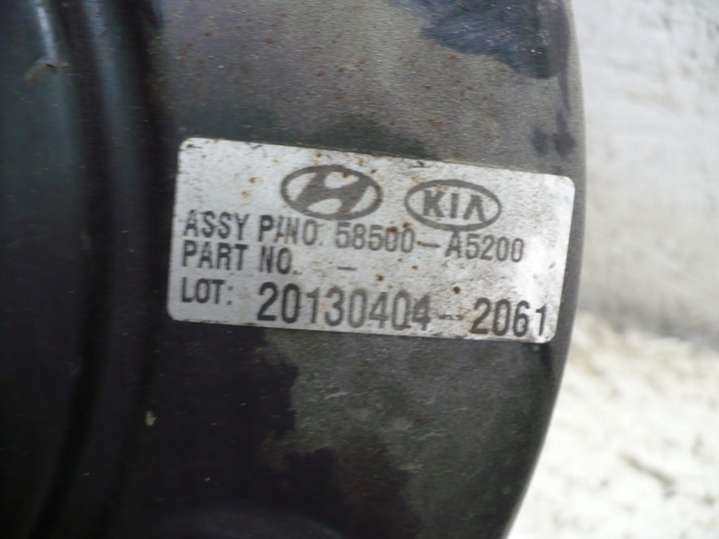 KIA
ASSY P/NO. 58500-A5200
PART NO. -
LOT: 20130404-2061